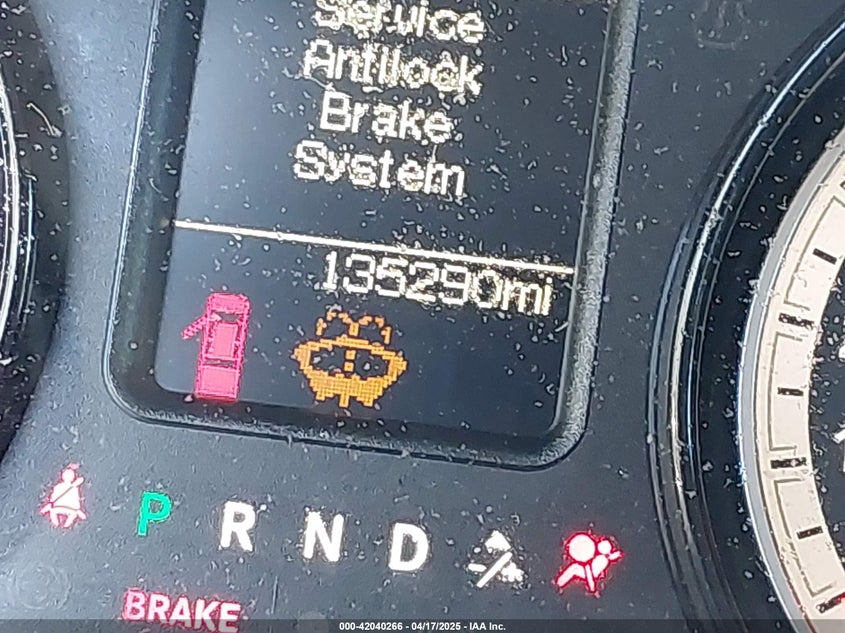 Service
Antilock
Brake
System
135290mi
P R N D
BRAKE
000-42040266 - 04/17/2025 - IAA Inc.